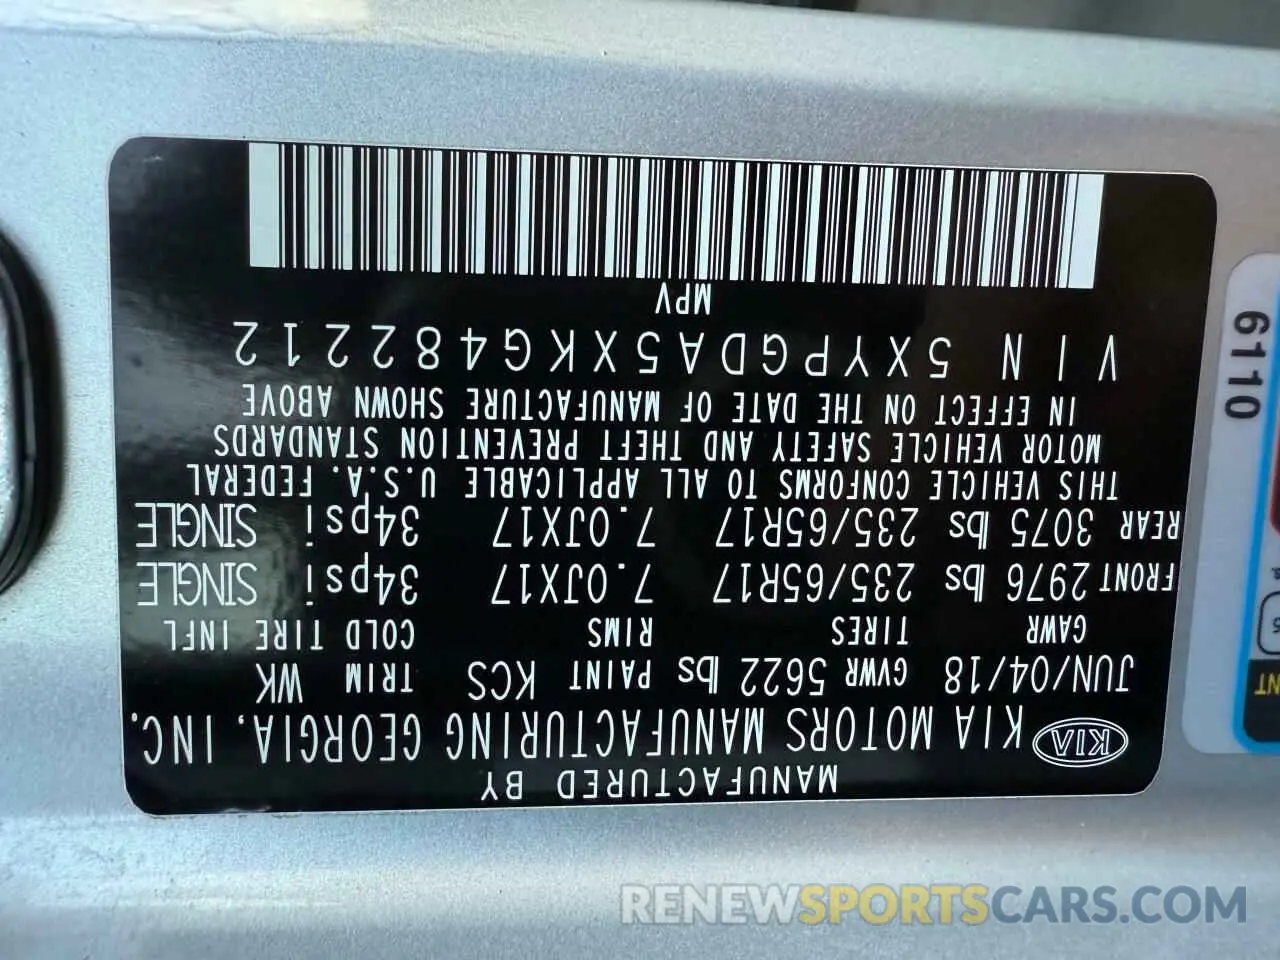 MANUFACTURED BY
KIA KIA MOTORS MANUFACTURING GEORGIA, INC.
JUN/04/18 GVWR 5622 lbs PAINT KCS TRIM WK
GAWR TIRES RIMS COLD TIRE INFL
FRONT 2976 lbs 235/65R17 7.0JX17 34psi SINGLE
REAR 3075 lbs 235/65R17 7.0JX17 34psi SINGLE
THIS VEHICLE CONFORMS TO ALL APPLICABLE U.S.A. FEDERAL
MOTOR VEHICLE SAFETY AND THEFT PREVENTION STANDARDS
IN EFFECT ON THE DATE OF MANUFACTURE SHOWN ABOVE
VIN 5XYPGDA5XKG48212
MPV
6110
RENEWSPORTSCARS.COM